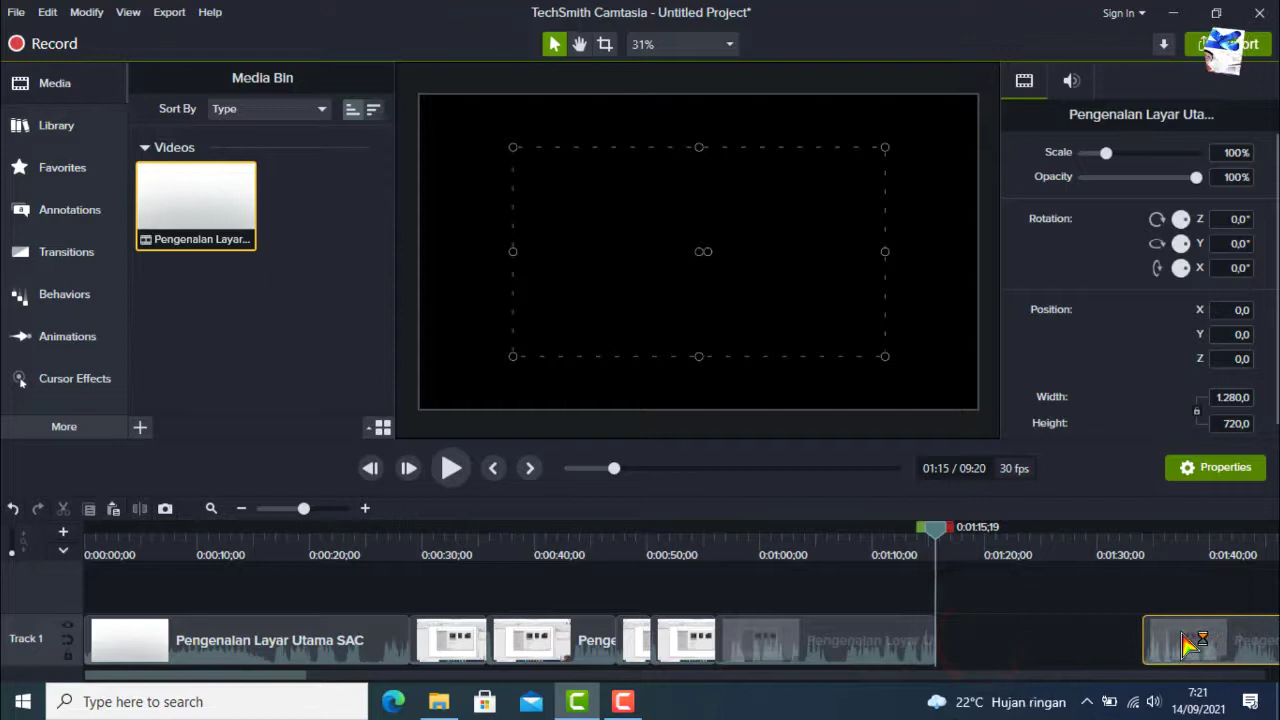 File Edit Modify View Export Help
TechSmith Camtasia - Untitled Project*
Sign In
Record
31%
Media
Media Bin
Sort By Type
Library
Videos
Favorites
Pengenalan Layar...
Annotations
Transitions
Behaviors
Animations
Cursor Effects
More
Pengenalan Layar Uta...
Scale 100%
Opacity 100%
Rotation: Z 0,0°
Y 0,0°
X 0,0°
Position: X 0,0
Y 0,0
Z 0,0
Width: 1.280,0
Height: 720,0
01:15 / 09:20 30 fps
Properties
0:01:15;19
0:00:00;00 0:00:10;00 0:00:20;00 0:00:30;00 0:00:40;00 0:00:50;00 0:01:00;00 0:01:10;00 0:01:20;00 0:01:30;00 0:01:40;00
Track 1
Pengenalan Layar Utama SAC
Penge
Pengenalan Layar U
Type here to search
22°C Hujan ringan
7:21
14/09/2021